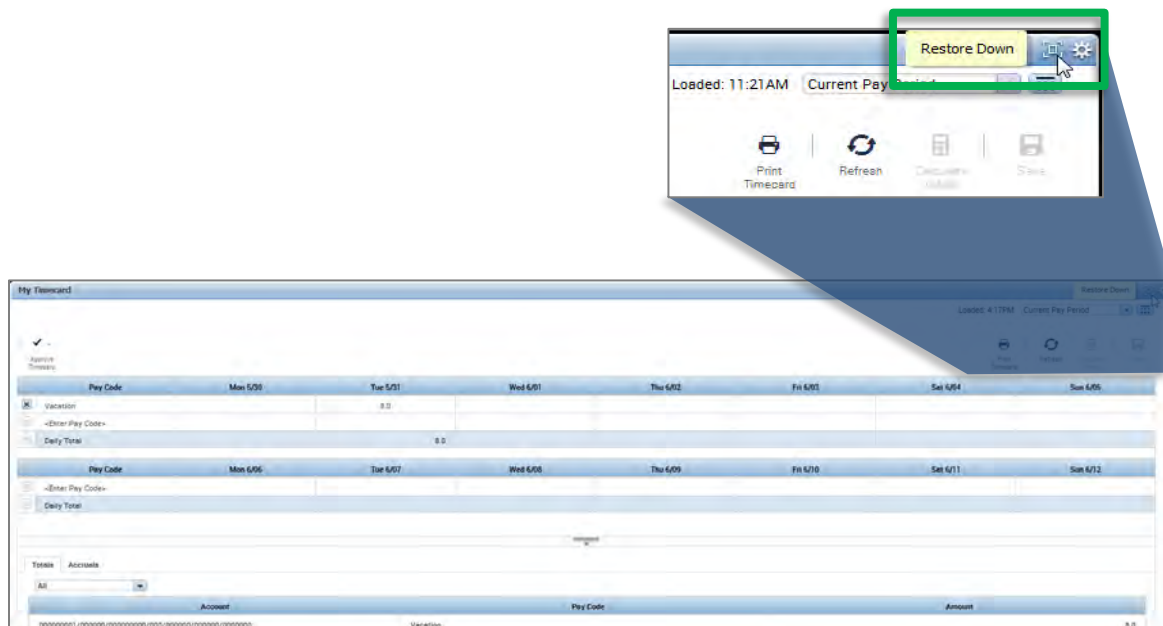 Restore Down
Loaded: 11:21AM Current Pay Period
Print Timecard
Refresh
Save
My Timecard
Restore Down
Loaded: 4:17PM Current Pay Period
Approve Timecard
Print Timecard
Refresh
Pay Code Mon 5/30 Tue 5/31 Wed 6/01 Thu 6/02 Fri 6/03 Sat 6/04 Sun 6/05
Vacation 8.0
<Enter Pay Code>
Daily Total 8.0
Pay Code Mon 6/06 Tue 6/07 Wed 6/08 Thu 6/09 Fri 6/10 Sat 6/11 Sun 6/12
<Enter Pay Code>
Daily Total
Totals Accruals
All
Account Pay Code Amount
Vacation 8.0